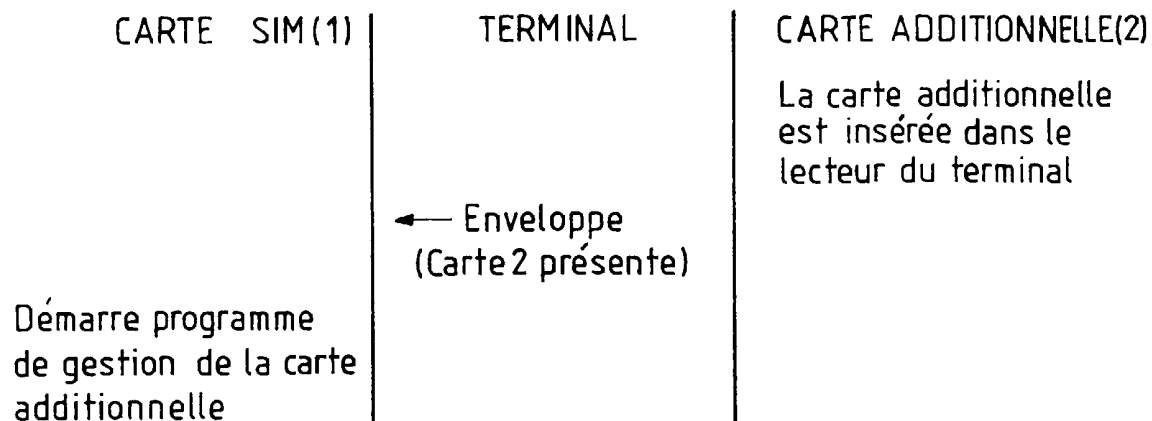 CARTE SIM(1)
TERMINAL
CARTE ADDITIONNELLE(2)
La carte additionnelle
est insérée dans le
lecteur du terminal
Enveloppe
(Carte 2 présente)
Démarre programme
de gestion de la carte
additionnelle